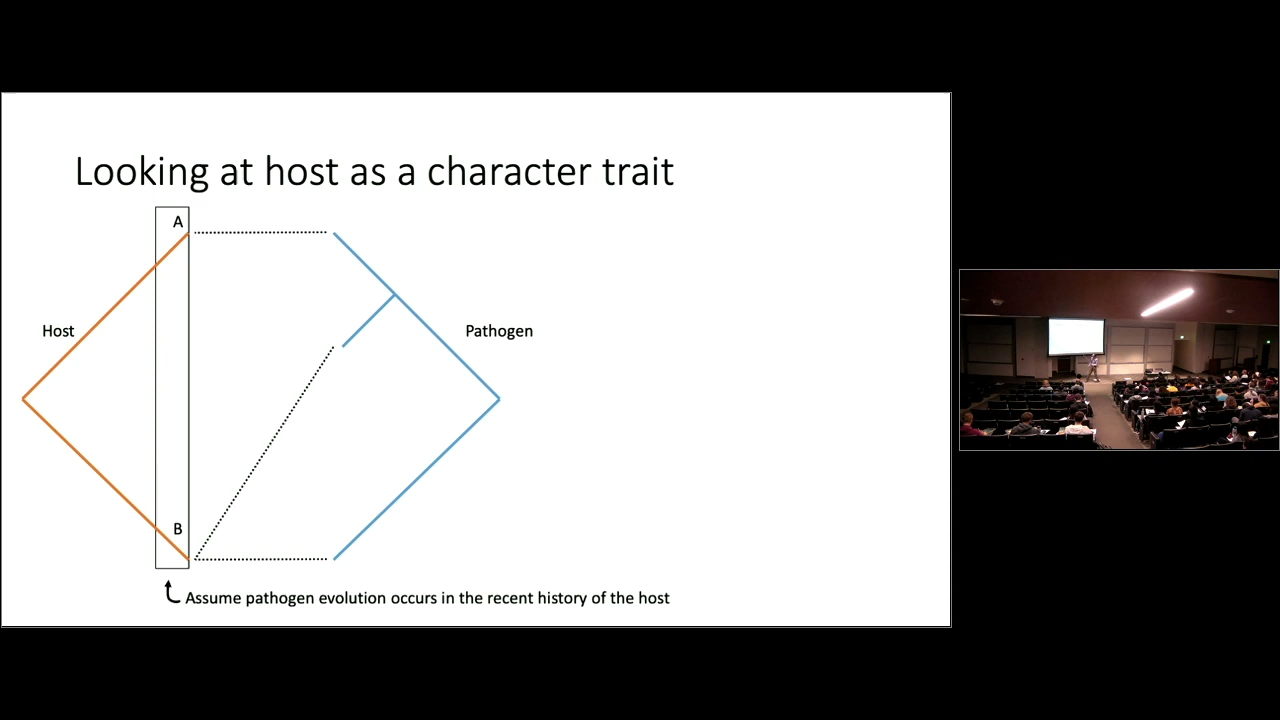 Looking at host as a character trait
A
Host
Pathogen
B
Assume pathogen evolution occurs in the recent history of the host